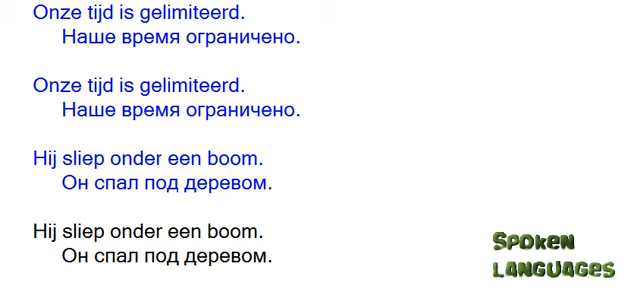 Onze tijd is gelimiteerd.
Наше время ограничено.
Onze tijd is gelimiteerd.
Наше время ограничено.
Hij sliep onder een boom.
Он спал под деревом.
Hij sliep onder een boom.
Он спал под деревом.
Spoken
Languages